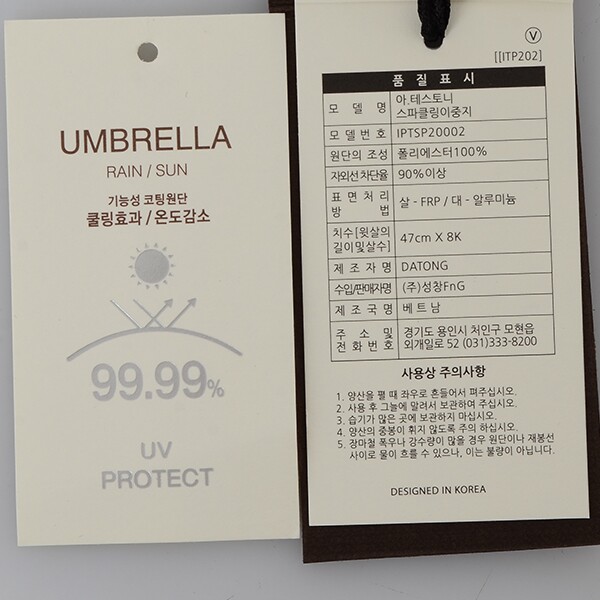 UMBRELLA
RAIN / SUN
기능성 코팅원단
쿨링효과 / 온도감소
99.99%
UV
PROTECT
V
[[ITP202]
품 질 표 시
모 델 명 아.테스토니
스파클링이중지
모 델 번 호 IPTSP20002
원단의 조성 폴리에스터100%
자외선 차단율 90%이상
표 면 처 리
방 법 살 - FRP / 대 - 알루미늄
치수[윗살의
길이및살수] 47cm X 8K
제 조 자 명 DATONG
수입/판매자명 (주)성창FnG
제 조 국 명 베트남
주 소 및
전 화 번 호 경기도 용인시 처인구 모현읍
외개일로 52 (031)333-8200
사용상 주의사항
1. 양산을 펼 때 좌우로 흔들어서 펴주십시오.
2. 사용 후 그늘에 말려서 보관하여 주십시오.
3. 습기가 많은 곳에 보관하지 마십시오.
4. 양산의 중봉이 휘지 않도록 주의 하십시오.
5. 장마철 폭우나 강수량이 많을 경우 원단이나 재봉선
사이로 물이 흐를 수 있으나, 이는 불량이 아닙니다.
DESIGNED IN KOREA